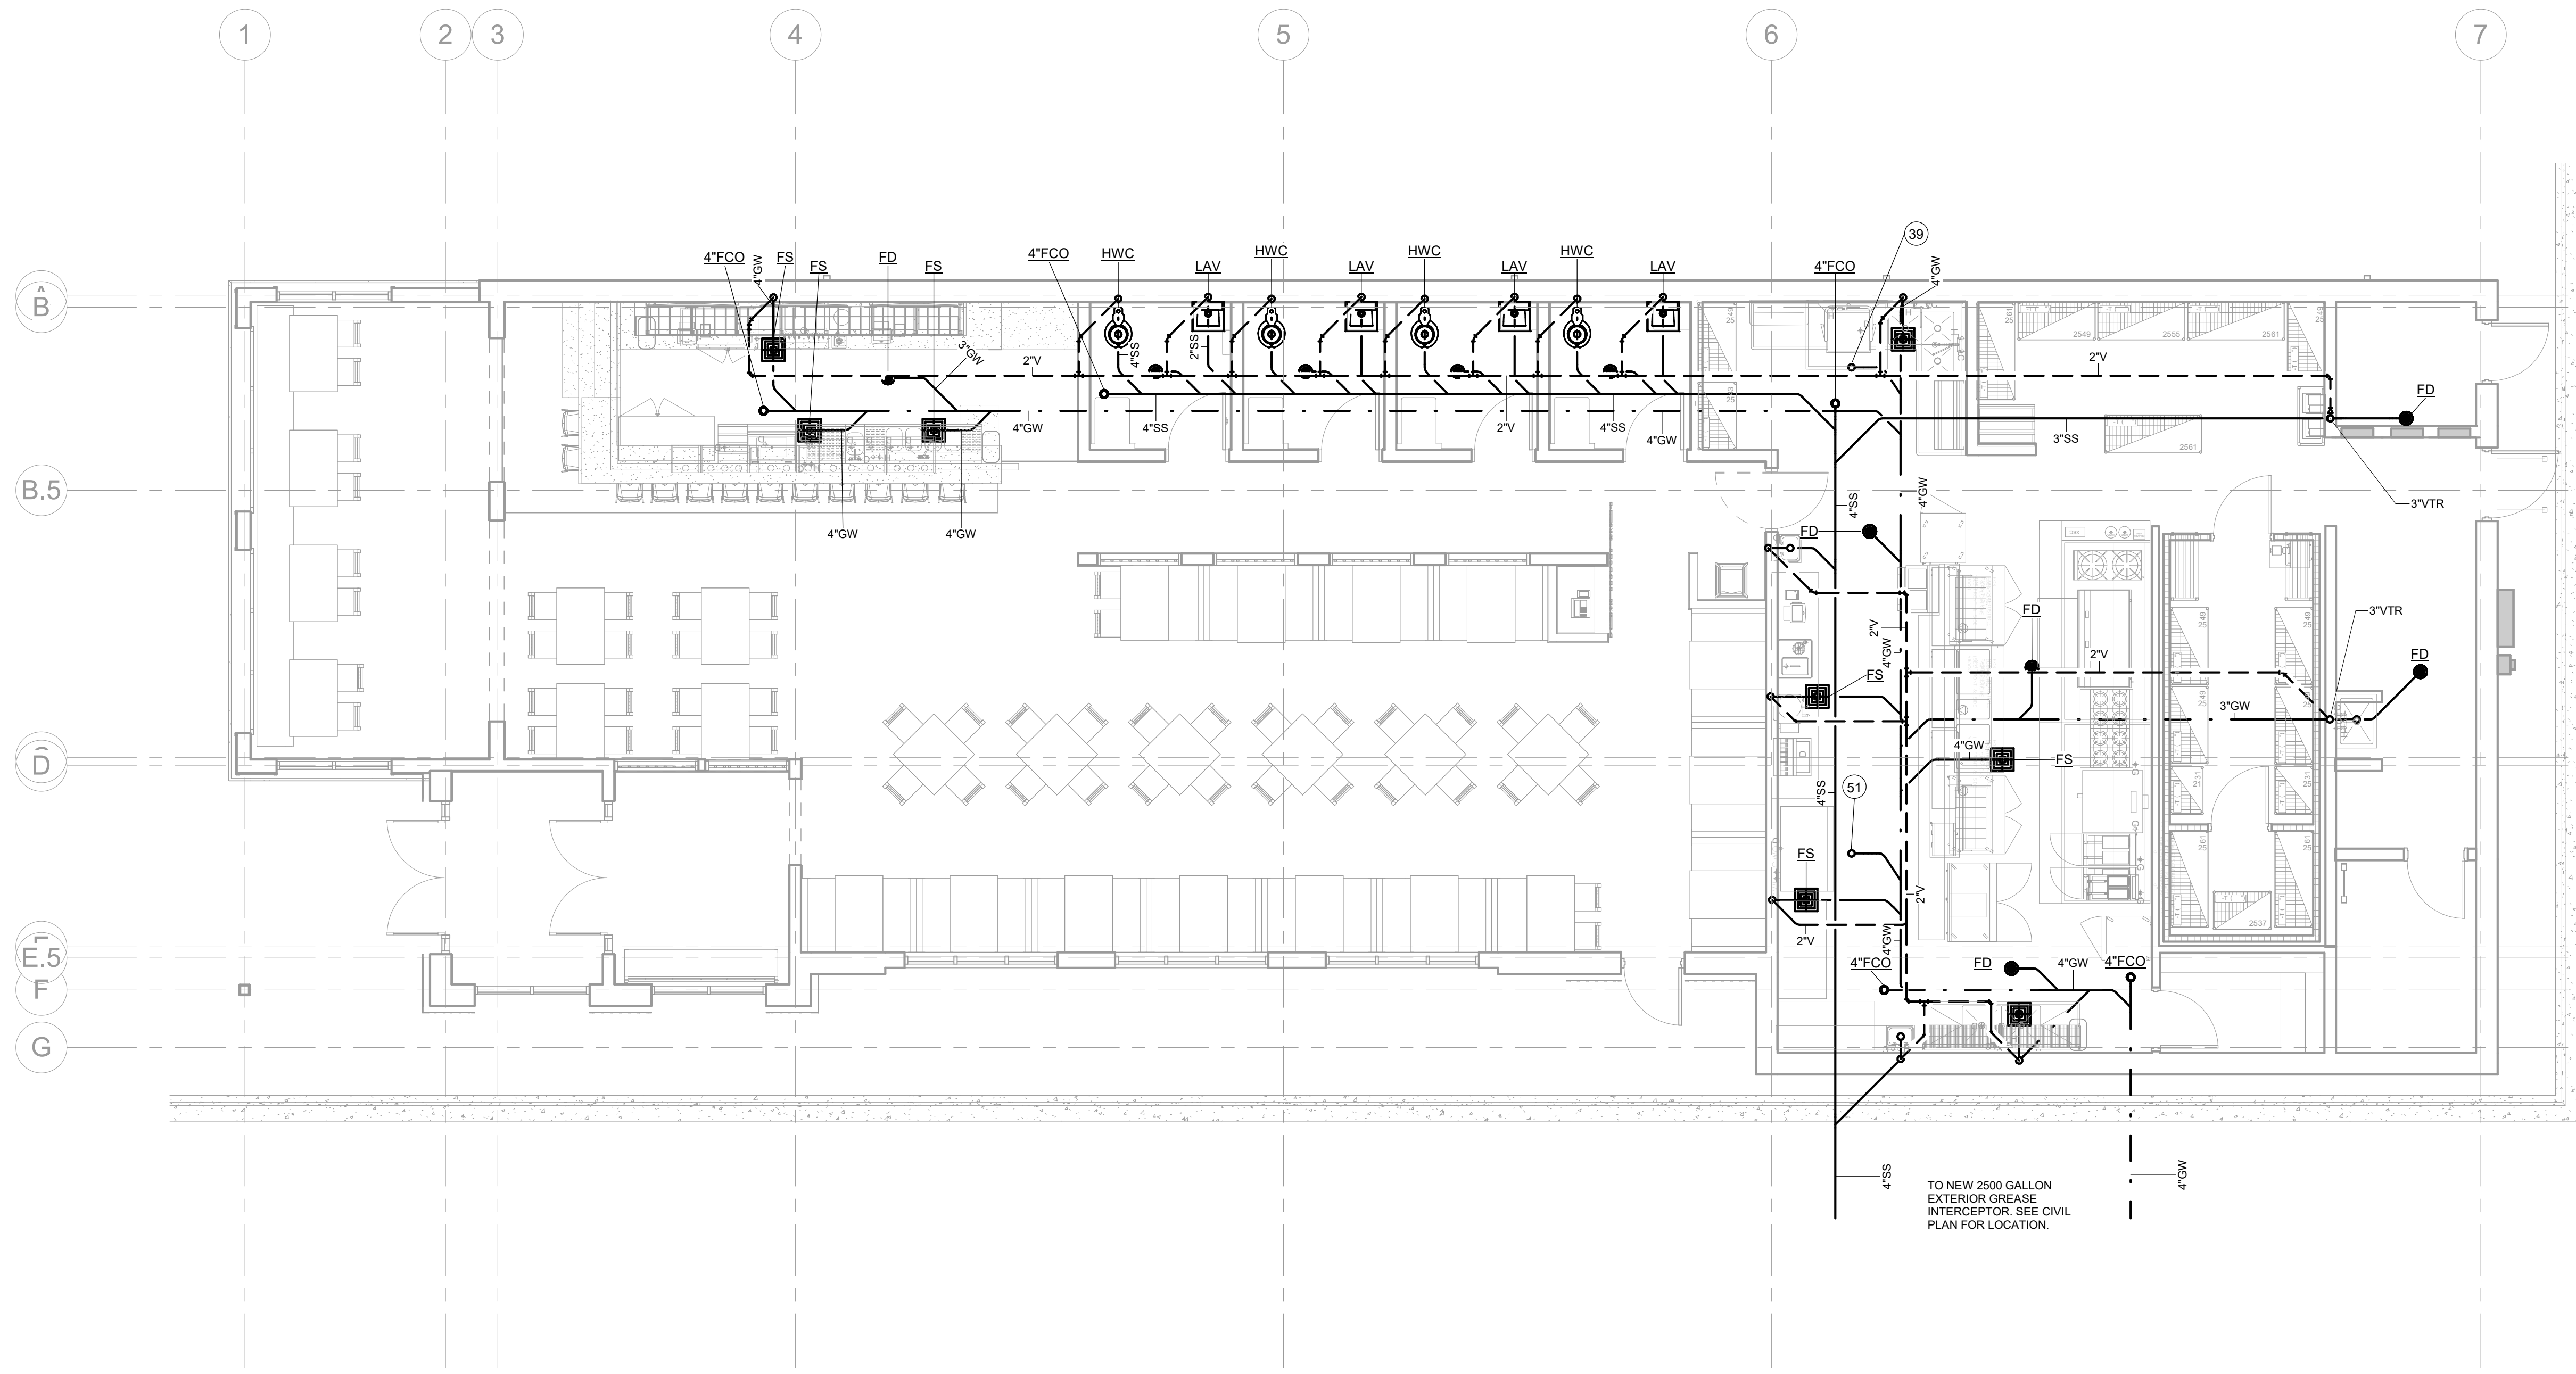 1
2
3
4
5
6
7
39
4"FCO
FS
FS
FD
FS
4"GW
4"FCO
HWC
LAV
HWC
LAV
HWC
LAV
HWC
LAV
4"FCO
4"GW
B
3"GW
2"V
4"SS
2"SS
2549
2555
2561
2"V
FD
4"GW
4"SS
2"V
4"SS
4"GW
3"SS
2561
B.5
4"GW
4"GW
4"SS
4"GW
3"VTR
FD
2"V
4"GW
FD
3"VTR
FS
2"V
FD
3"GW
D
4"GW
FS
51
4"SS
FS
2"V
2537
2"V
4"GW
E.5
F
4"FCO
FD
4"GW
4"FCO
G
4"SS
4"GW
TO NEW 2500 GALLON
EXTERIOR GREASE
INTERCEPTOR. SEE CIVIL
PLAN FOR LOCATION.